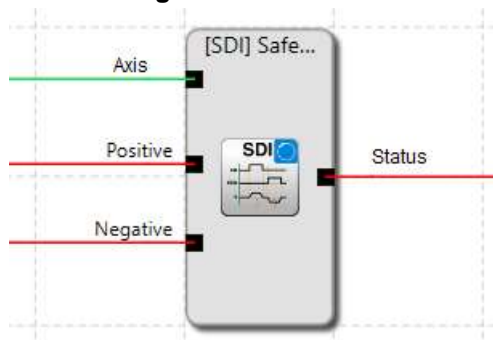 [SDI] Safe...
Axis
Positive
SDI
Status
Negative